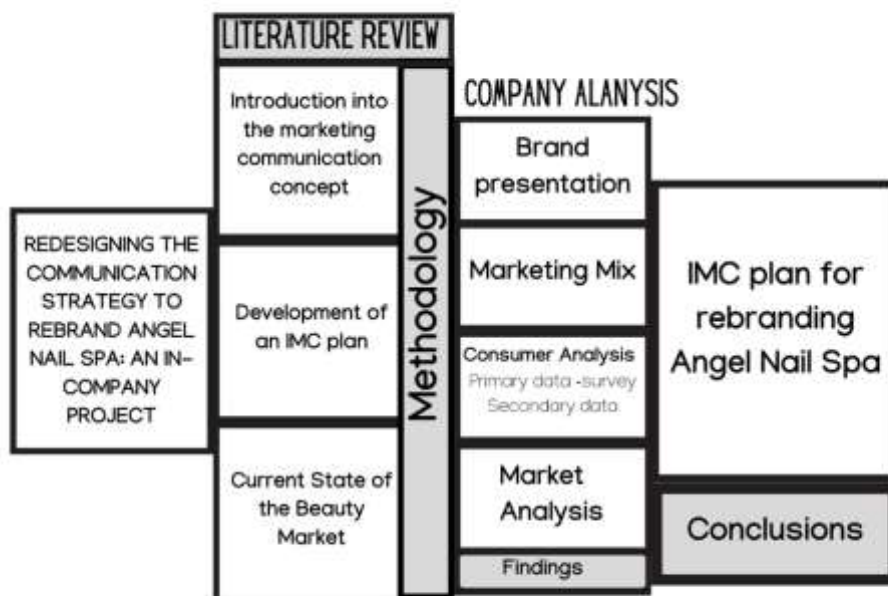 REDESIGNING THE
COMMUNICATION
STRATEGY TO
REBRAND ANGEL
NAIL SPA: AN IN-
COMPANY
PROJECT
LITERATURE REVIEW
Introduction into
the marketing
communication
concept
Development of
an IMC plan
Current State of
the Beauty
Market
Methodology
COMPANY ALANYSIS
Brand
presentation
Marketing Mix
Consumer Analysis
Primary data -survey
Secondary data
Market
Analysis
Findings
IMC plan for
rebranding
Angel Nail Spa
Conclusions